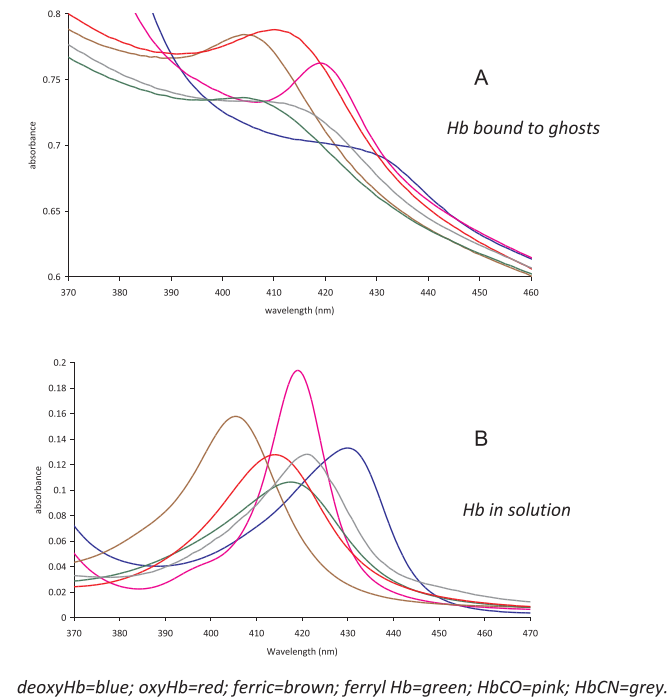 0.8
0.75
0.7
0.65
0.6
absorbance
A
Hb bound to ghosts
370 380 390 400 410 420 430 440 450 460
wavelength (nm)
0.2
0.18
0.16
0.14
0.12
0.1
0.08
0.06
0.04
0.02
0
absorbance
B
Hb in solution
370 380 390 400 410 420 430 440 450 460 470
Wavelength (nm)
deoxyHb=blue; oxyHb=red; ferric=brown; ferryl Hb=green; HbCO=pink; HbCN=grey.